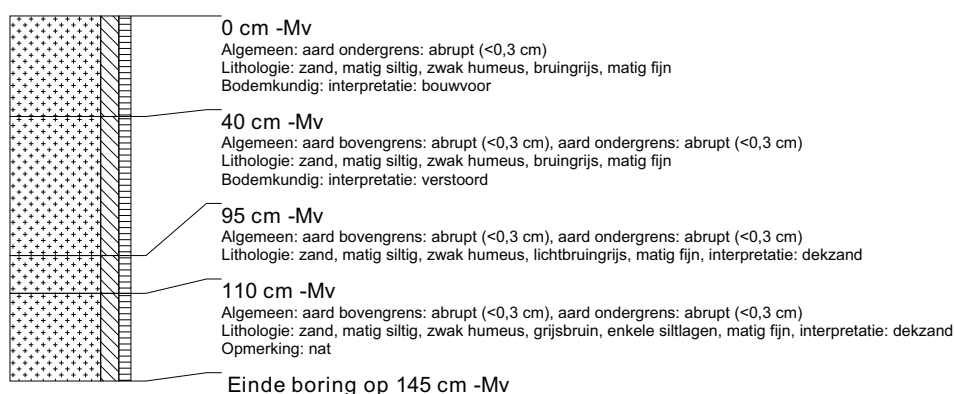 0 cm -Mv
Algemeen: aard ondergrens: abrupt (<0,3 cm)
Lithologie: zand, matig siltig, zwak humeus, bruingrijs, matig fijn
Bodemkundig: interpretatie: bouwvoor
40 cm -Mv
Algemeen: aard bovengrens: abrupt (<0,3 cm), aard ondergrens: abrupt (<0,3 cm)
Lithologie: zand, matig siltig, zwak humeus, bruingrijs, matig fijn
Bodemkundig: interpretatie: verstoord
95 cm -Mv
Algemeen: aard bovengrens: abrupt (<0,3 cm), aard ondergrens: abrupt (<0,3 cm)
Lithologie: zand, matig siltig, zwak humeus, lichtbruingrijs, matig fijn, interpretatie: dekzand
110 cm -Mv
Algemeen: aard bovengrens: abrupt (<0,3 cm), aard ondergrens: abrupt (<0,3 cm)
Lithologie: zand, matig siltig, zwak humeus, grijsbruin, enkele siltlagen, matig fijn, interpretatie: dekzand
Opmerking: nat
Einde boring op 145 cm -Mv